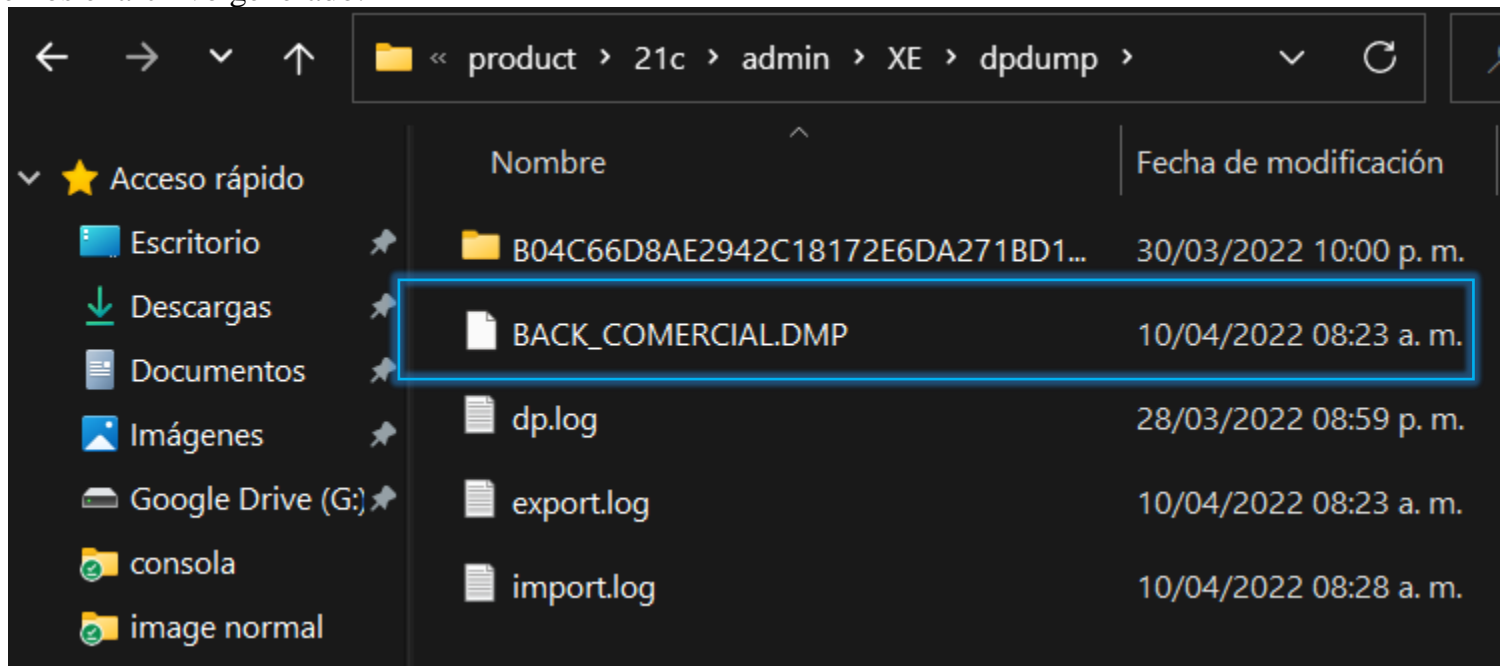 « product > 21c > admin > XE > dpdump >
Acceso rápido
Escritorio
Descargas
Documentos
Imágenes
Google Drive (G:)
consola
image normal
Nombre Fecha de modificación
B04C66D8AE2942C18172E6DA271BD1... 30/03/2022 10:00 p. m.
BACK_COMERCIAL.DMP 10/04/2022 08:23 a. m.
dp.log 28/03/2022 08:59 p. m.
export.log 10/04/2022 08:23 a. m.
import.log 10/04/2022 08:28 a. m.